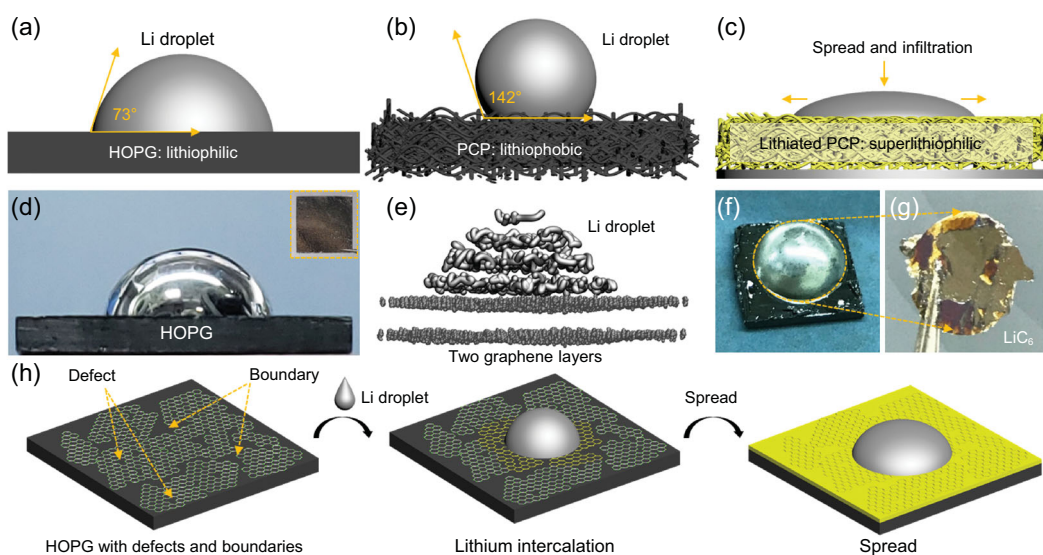 (a)
Li droplet
73°
HOPG: lithiophilic
(b)
Li droplet
142°
PCP: lithiophobic
(c)
Spread and infiltration
Lithiated PCP: superlithiophilic
(d)
HOPG
(e)
Li droplet
Two graphene layers
(f)
(g)
LiC₆
(h)
Defect
Boundary
Li droplet
Spread
HOPG with defects and boundaries
Lithium intercalation
Spread